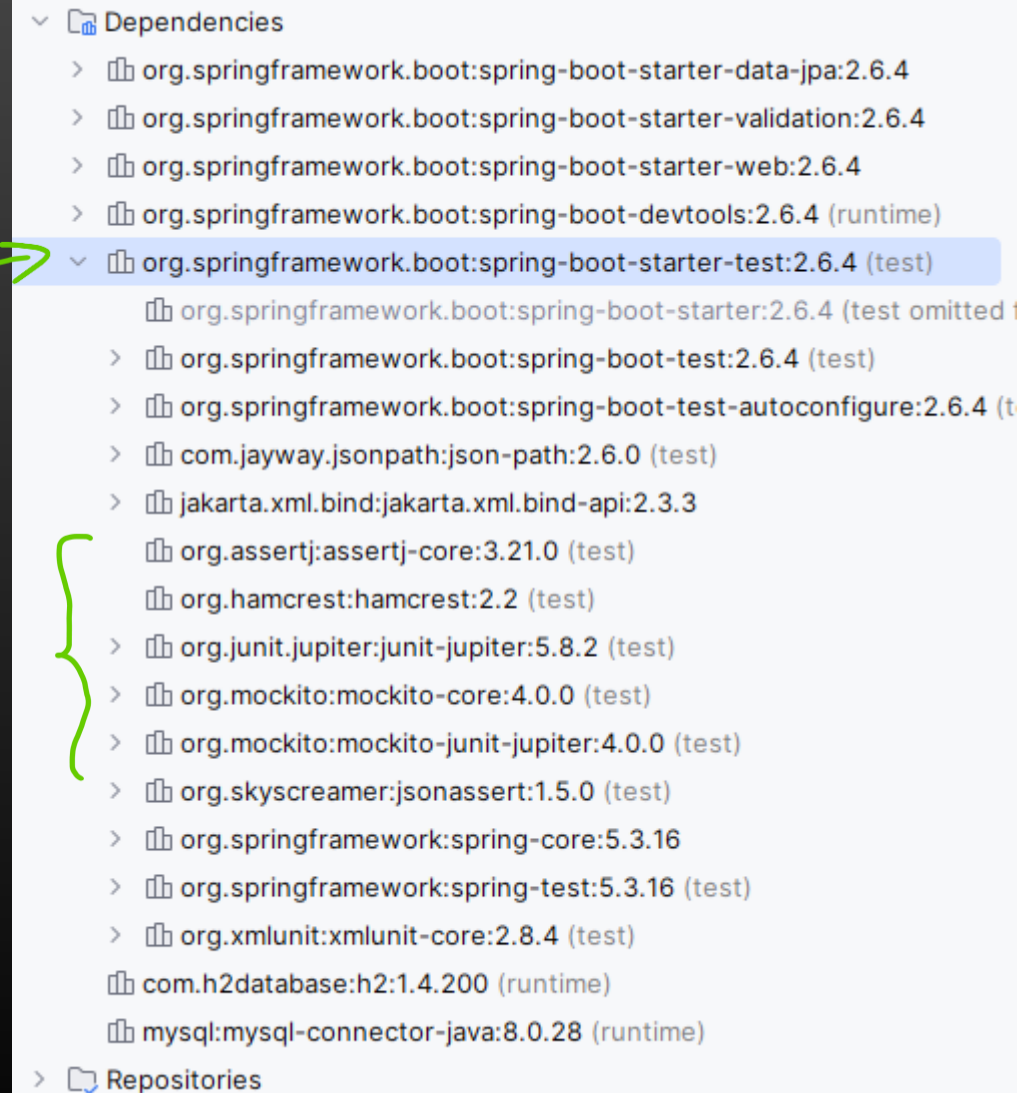 Dependencies
org.springframework.boot:spring-boot-starter-data-jpa:2.6.4
org.springframework.boot:spring-boot-starter-validation:2.6.4
org.springframework.boot:spring-boot-starter-web:2.6.4
org.springframework.boot:spring-boot-devtools:2.6.4 (runtime)
org.springframework.boot:spring-boot-starter-test:2.6.4 (test)
org.springframework.boot:spring-boot-starter:2.6.4 (test omitted f
org.springframework.boot:spring-boot-test:2.6.4 (test)
org.springframework.boot:spring-boot-test-autoconfigure:2.6.4 (t
com.jayway.jsonpath:json-path:2.6.0 (test)
jakarta.xml.bind:jakarta.xml.bind-api:2.3.3
org.assertj:assertj-core:3.21.0 (test)
org.hamcrest:hamcrest:2.2 (test)
org.junit.jupiter:junit-jupiter:5.8.2 (test)
org.mockito:mockito-core:4.0.0 (test)
org.mockito:mockito-junit-jupiter:4.0.0 (test)
org.skyscreamer:jsonassert:1.5.0 (test)
org.springframework:spring-core:5.3.16
org.springframework:spring-test:5.3.16 (test)
org.xmlunit:xmlunit-core:2.8.4 (test)
com.h2database:h2:1.4.200 (runtime)
mysql:mysql-connector-java:8.0.28 (runtime)
Repositories